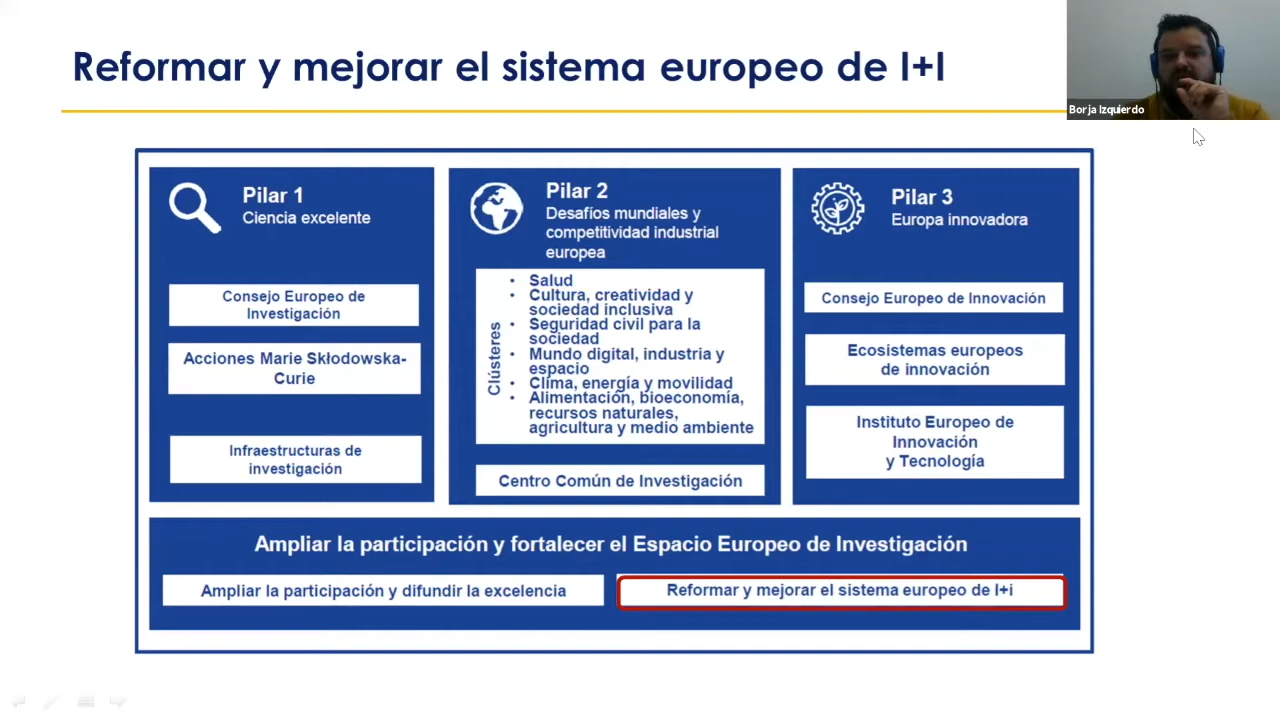 Reformar y mejorar el sistema europeo de I+I
Borja Izquierdo
Pilar 1
Ciencia excelente
Consejo Europeo de
Investigación
Acciones Marie Skłodowska-
Curie
Infraestructuras de
investigación
Pilar 2
Desafíos mundiales y
competitividad industrial
europea
Clústeres
• Salud
• Cultura, creatividad y
sociedad inclusiva
• Seguridad civil para la
sociedad
• Mundo digital, industria y
espacio
• Clima, energía y movilidad
• Alimentación, bioeconomía,
recursos naturales,
agricultura y medio ambiente
Centro Común de Investigación
Pilar 3
Europa innovadora
Consejo Europeo de Innovación
Ecosistemas europeos
de innovación
Instituto Europeo de
Innovación
y Tecnología
Ampliar la participación y fortalecer el Espacio Europeo de Investigación
Ampliar la participación y difundir la excelencia
Reformar y mejorar el sistema europeo de I+i